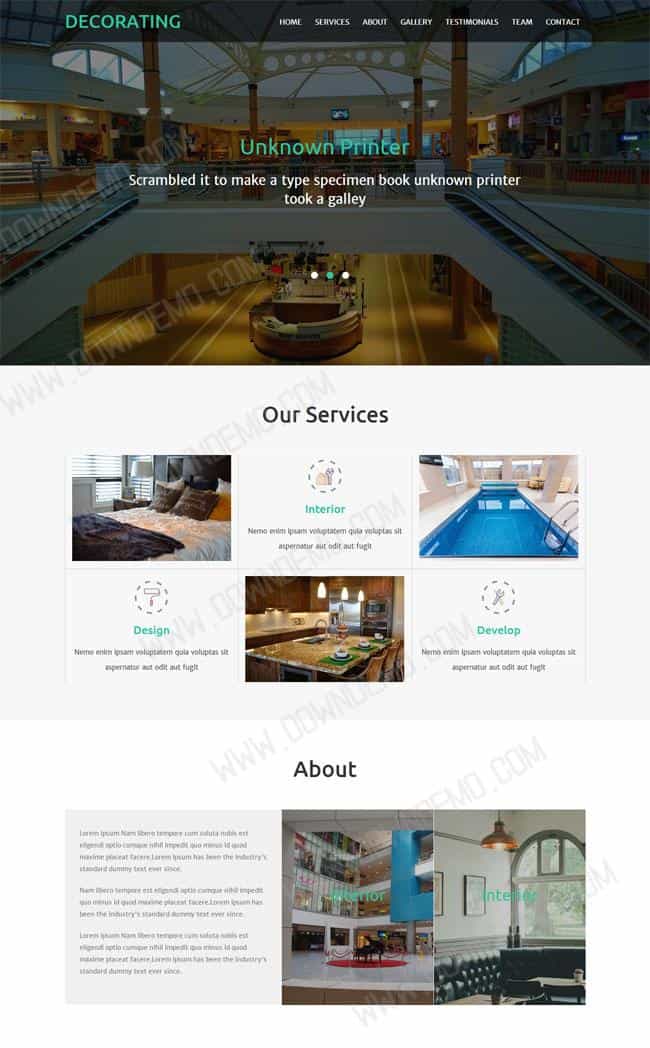 DECORATING
HOME SERVICES ABOUT GALLERY TESTIMONIALS TEAM CONTACT
Unknown Printer
Scrambled it to make a type specimen book unknown printer
took a galley
WWW.DOWNDEMO.COM
Our Services
Interior
Nemo enim ipsam voluptatem quia voluptas sit
aspernatur aut odit aut fugit
Design
Nemo enim ipsam voluptatem quia voluptas sit
aspernatur aut odit aut fugit
Develop
Nemo enim ipsam voluptatem quia voluptas sit
aspernatur aut odit aut fugit
About
Lorem Ipsum Nam libero tempore cum soluta nobis est
eligendi optio cumque nihil impedit quo minus id quod
maxime placeat facere,Lorem Ipsum has been the industry's
standard dummy text ever since.
Nam libero tempore est eligendi optio cumque nihil impedit
quo minus id quod maxime placeat facere,Lorem Ipsum has
been the industry's standard dummy text ever since.
Lorem Ipsum Nam libero tempore cum soluta nobis est
eligendi optio cumque nihil impedit quo minus id quod
maxime placeat facere,Lorem Ipsum has been the industry's
standard dummy text ever since.
Interior
Interior